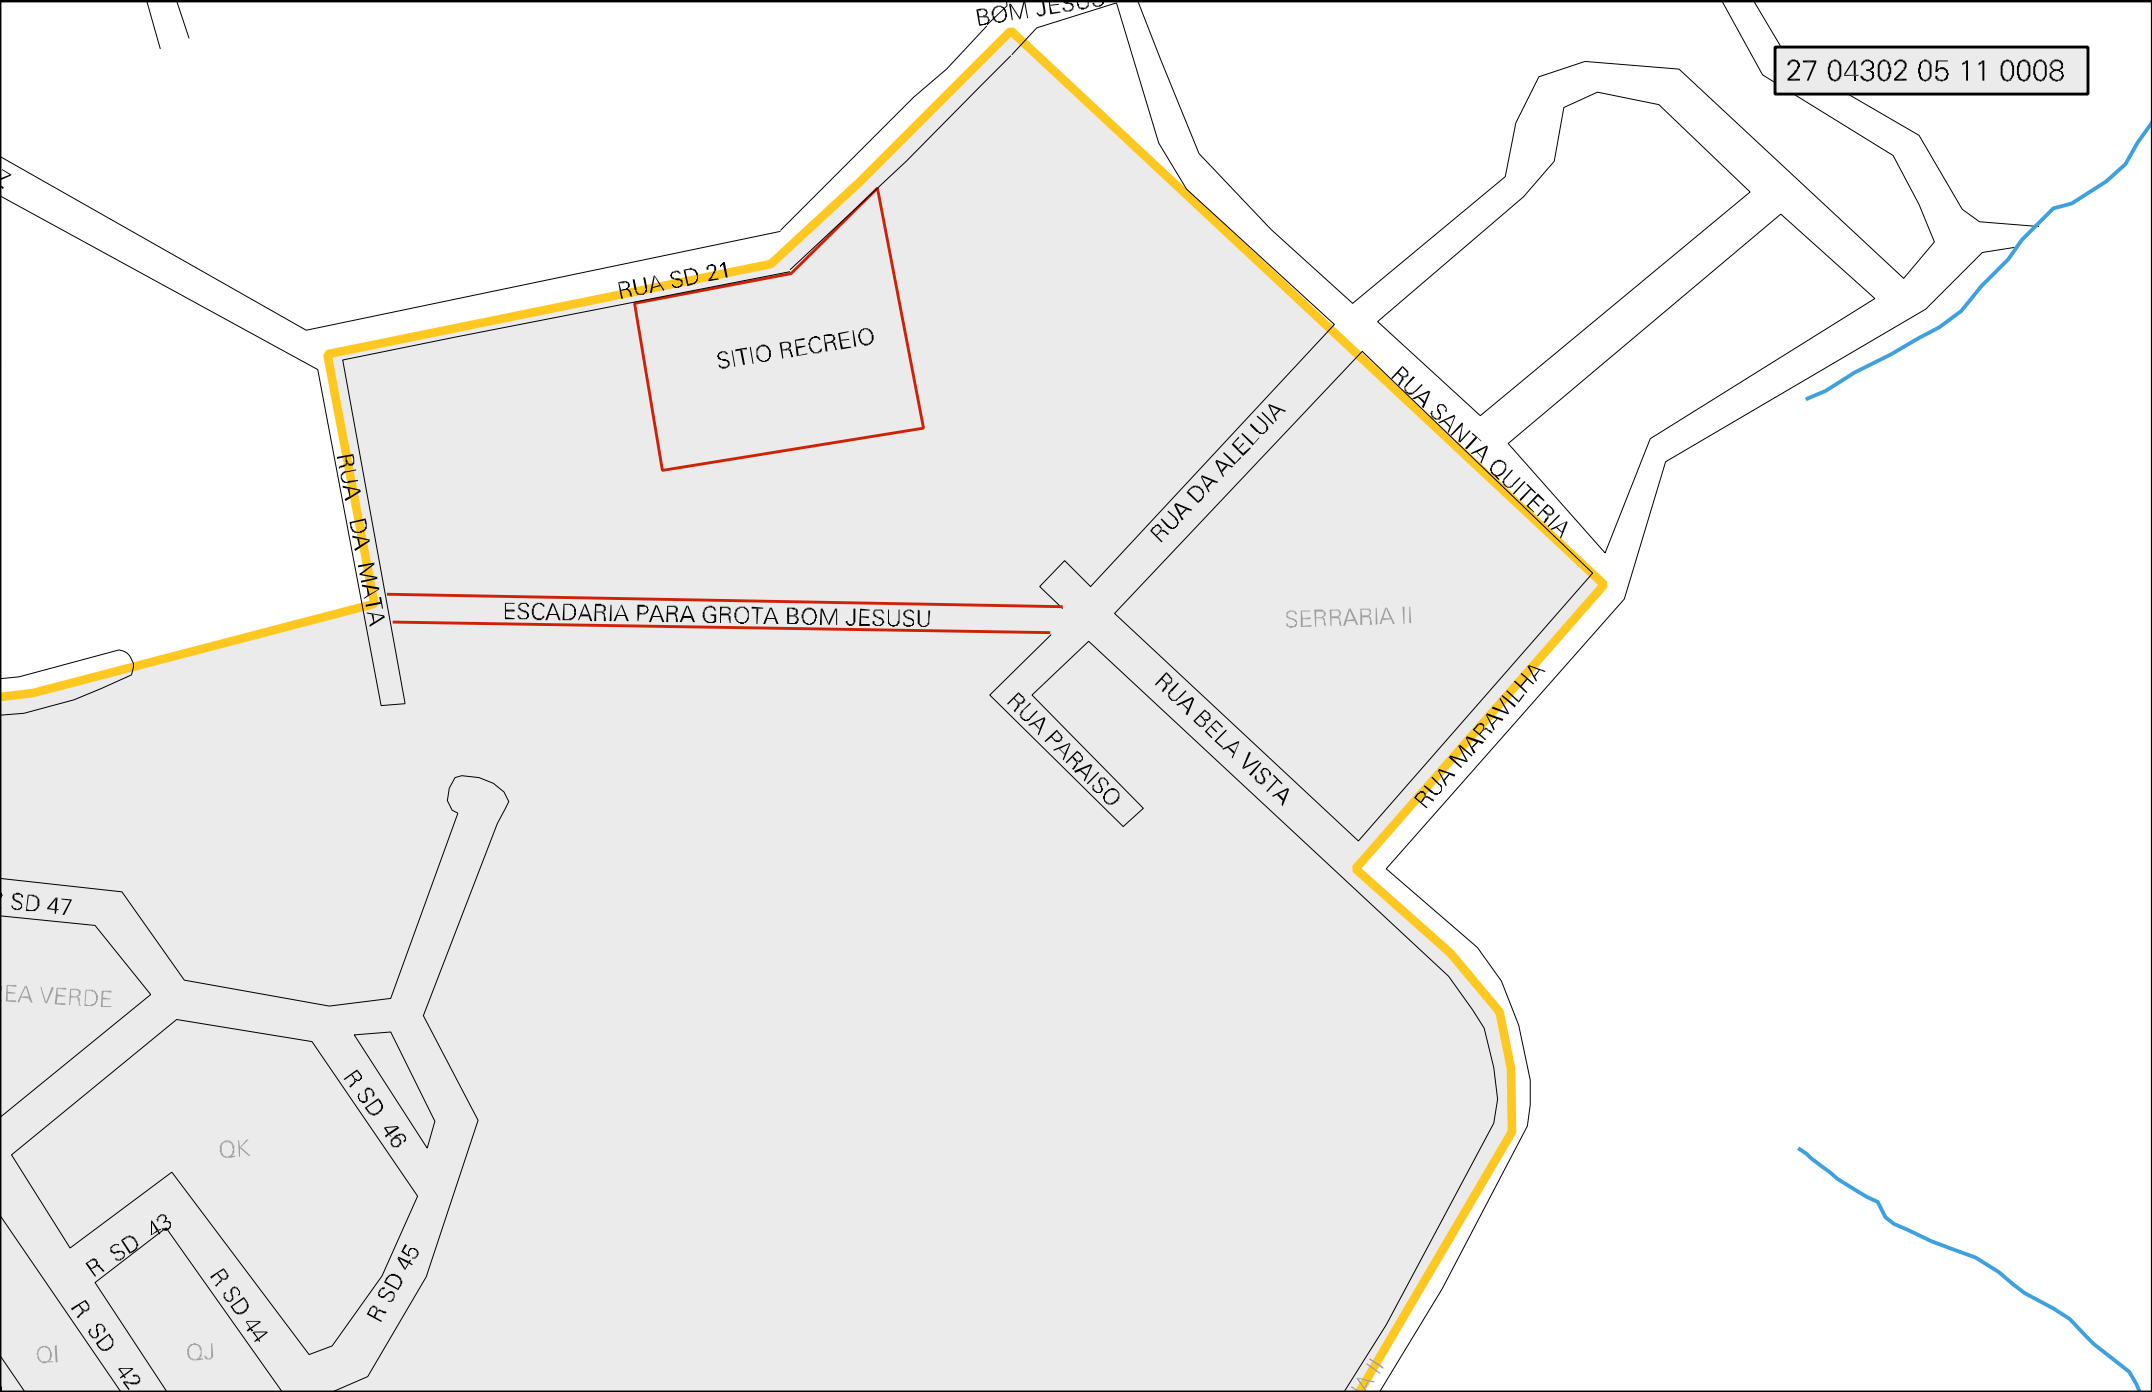 BOM JESUS
27 04302 05 11 0008
RUA SD 21
SITIO RECREIO
RUA SANTA QUITERIA
RUA DA ALELUIA
RUA DA MATA
ESCADARIA PARA GROTA BOM JESUSU
SERRARIA II
RUA MARAVILHA
RUA BELA VISTA
RUA PARAISO
SD 47
EA VERDE
R SD 46
QK
R SD 43
R SD 45
R SD 44
R SD 42
QI
QJ
IA II